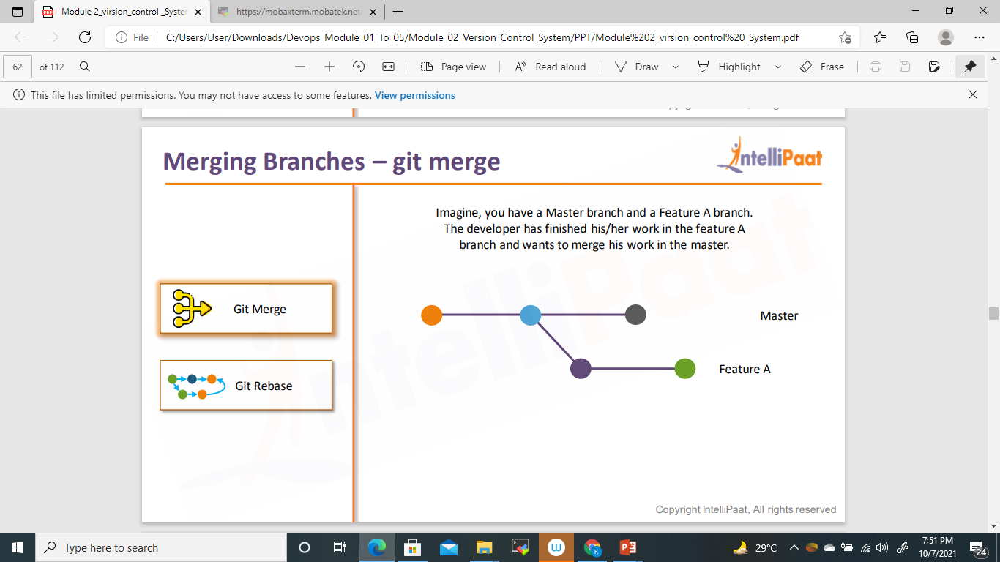 Module 2_virsion_control _System
https://mobaxterm.mobatek.net/
File
C:/Users/User/Downloads/Devops_Module_01_To_05/Module_02_Version_Control_System/PPT/Module%202_virsion_control%20_System.pdf
62 of 112
Page view
Read aloud
Draw
Highlight
Erase
This file has limited permissions. You may not have access to some features. View permissions
Merging Branches – git merge
IntelliPaat
Imagine, you have a Master branch and a Feature A branch.
The developer has finished his/her work in the feature A
branch and wants to merge his work in the master.
Git Merge
Master
Feature A
Git Rebase
Copyright IntelliPaat, All rights reserved
Type here to search
29°C
7:51 PM
10/7/2021
24